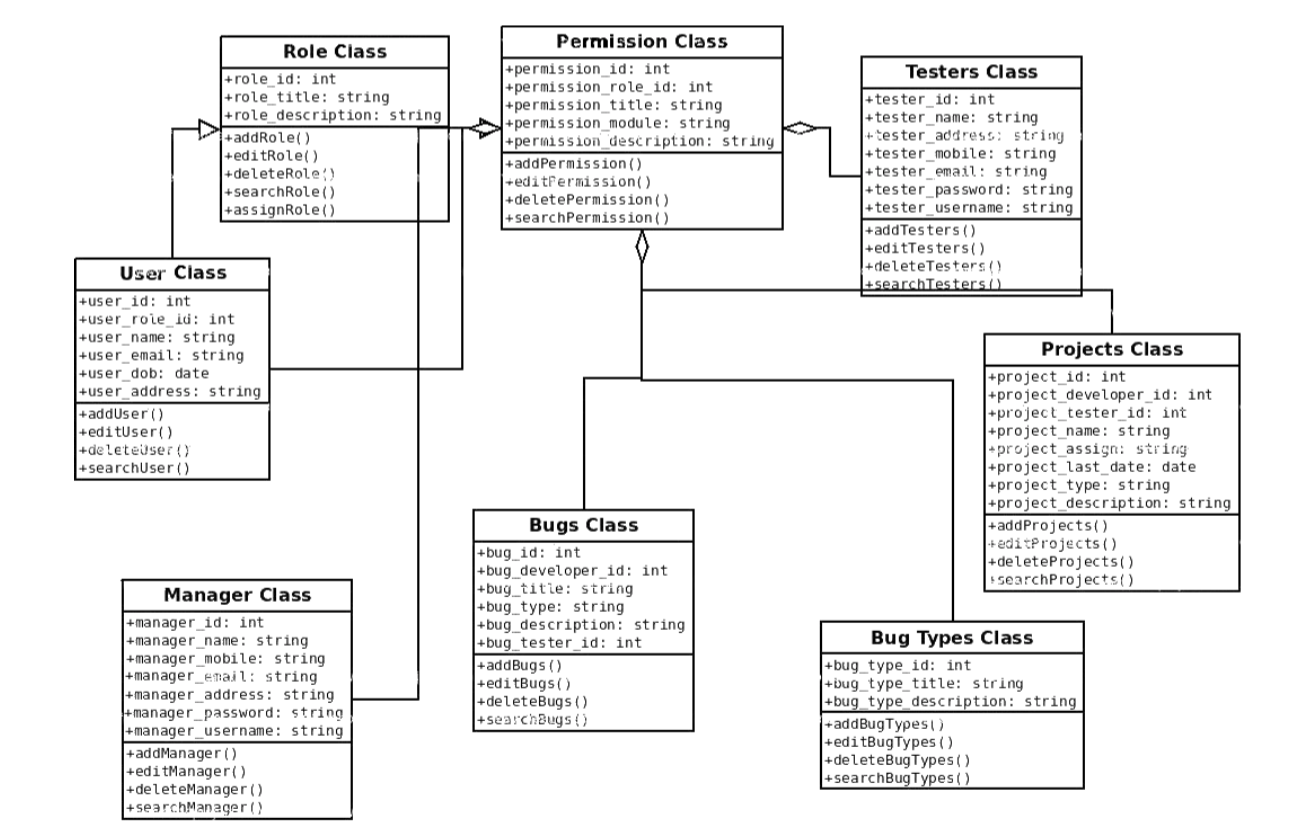 Role Class
+role_id: int
+role_title: string
+role_description: string
+addRole()
+editRole()
+deleteRole()
+searchRole()
+assignRole()
Permission Class
+permission_id: int
+permission_role_id: int
+permission_title: string
+permission_module: string
+permission_description: string
+addPermission()
+editPermission()
+deletePermission()
+searchPermission()
Testers Class
+tester_id: int
+tester_name: string
+tester_address: string
+tester_mobile: string
+tester_email: string
+tester_password: string
+tester_username: string
+addTesters()
+editTesters()
+deleteTesters()
+searchTesters()
User Class
+user_id: int
+user_role_id: int
+user_name: string
+user_email: string
+user_dob: date
+user_address: string
+addUser()
+editUser()
+deleteUser()
+searchUser()
Projects Class
+project_id: int
+project_developer_id: int
+project_tester_id: int
+project_name: string
+project_assign: string
+project_last_date: date
+project_type: string
+project_description: string
+addProjects()
+editProjects()
+deleteProjects()
+searchProjects()
Bugs Class
+bug_id: int
+bug_developer_id: int
+bug_title: string
+bug_type: string
+bug_description: string
+bug_tester_id: int
+addBugs()
+editBugs()
+deleteBugs()
+searchBugs()
Manager Class
+manager_id: int
+manager_name: string
+manager_mobile: string
+manager_email: string
+manager_address: string
+manager_password: string
+manager_username: string
+addManager()
+editManager()
+deleteManager()
+searchManager()
Bug Types Class
+bug_type_id: int
+bug_type_title: string
+bug_type_description: string
+addBugTypes()
+editBugTypes()
+deleteBugTypes()
+searchBugTypes()